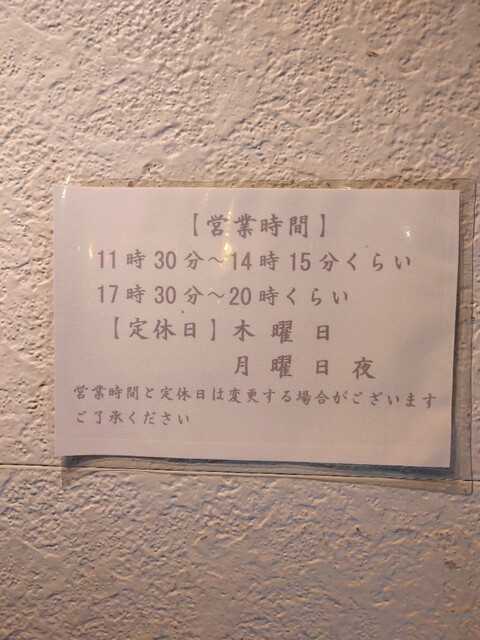 【営業時間】
11時30分～14時15分くらい
17時30分～20時くらい
【定休日】木曜日
月曜日夜
営業時間と定休日は変更する場合がございます
ご了承ください